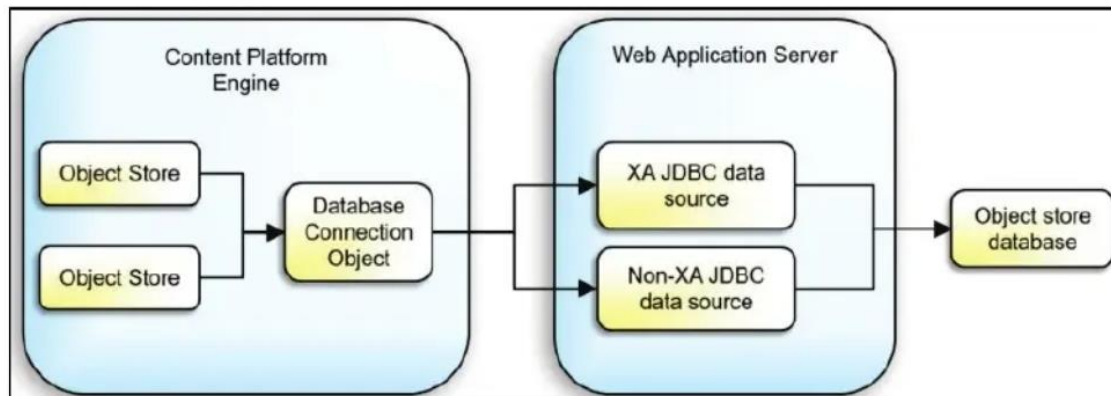 Content Platform
Engine
Object Store
Object Store
Database
Connection
Object
Web Application Server
XA JDBC data
source
Non-XA JDBC
data source
Object store
database